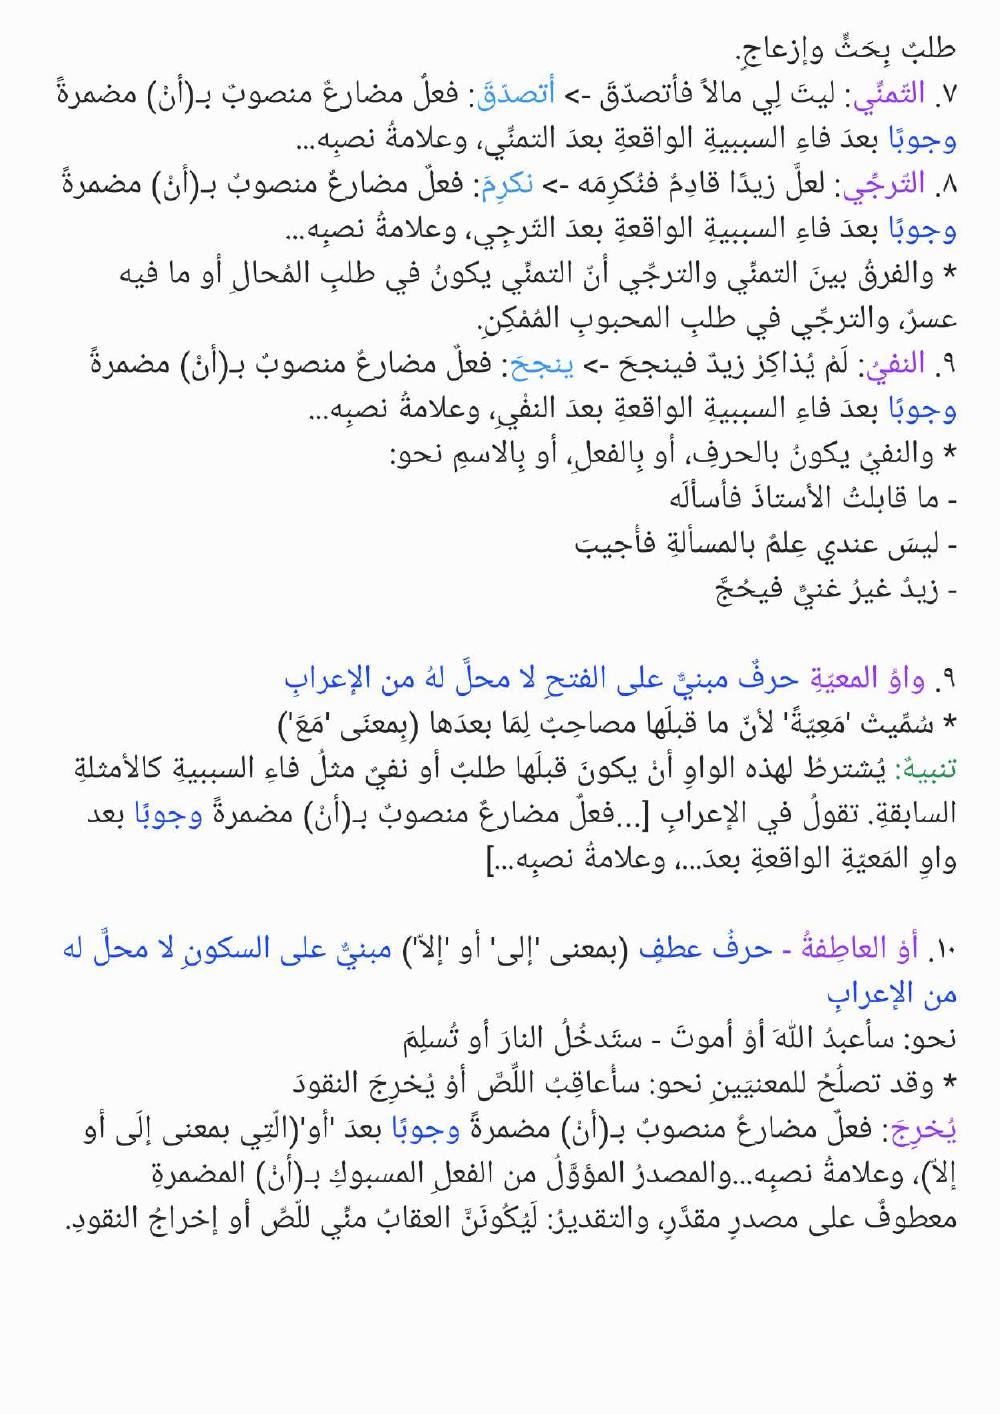 طلبٌ بِحَثٍّ وإزعاجٍ.
٧. التّمنِّي: ليتَ لِي مالاً فأتصدّقَ -> أتصدّقَ: فعلٌ مضارعٌ منصوبٌ بـ(أنْ) مضمرةً
وجوبًا بعدَ فاءِ السببيةِ الواقعةِ بعدَ التمنِّي، وعلامةُ نصبِه...
٨. التّرجِّي: لعلَّ زيدًا قادِمٌ فنُكرِمَه -> نكرِمَ: فعلٌ مضارعٌ منصوبٌ بـ(أنْ) مضمرةً
وجوبًا بعدَ فاءِ السببيةِ الواقعةِ بعدَ التّرجِي، وعلامةُ نصبِه...
* والفرقُ بينَ التمنِّي والترجِّي أنّ التمنِّي يكونُ في طلبِ المُحالِ أو ما فيه
عسرٌ، والترجِّي في طلبِ المحبوبِ المُمْكِنِ.
٩. النفيُ: لَمْ يُذاكِرْ زيدٌ فينجحَ -> ينجحَ: فعلٌ مضارعٌ منصوبٌ بـ(أنْ) مضمرةً
وجوبًا بعدَ فاءِ السببيةِ الواقعةِ بعدَ النفْيِ، وعلامةُ نصبِه...
* والنفيُ يكونُ بالحرفِ، أو بِالفعلِ، أو بِالاسمِ نحو:
- ما قابلتُ الأستاذَ فأسألَه
- ليسَ عندي عِلمٌ بالمسألةِ فأجيبَ
- زيدٌ غيرُ غنيٍّ فيحُجَّ
٩. واوُ المعيّةِ حرفٌ مبنيٌّ على الفتحِ لا محلَّ لهُ من الإعرابِ
* سُمِّيتْ 'مَعِيّةً' لأنّ ما قبلَها مصاحِبٌ لِمَا بعدَها (بِمعنَى 'مَعَ')
تنبيهٌ: يُشترطُ لهذه الواوِ أنْ يكونَ قبلَها طلبٌ أو نفيٌ مثلُ فاءِ السببيةِ كالأمثلةِ
السابقةِ. تقولُ في الإعرابِ [...فعلٌ مضارعٌ منصوبٌ بـ(أنْ) مضمرةً وجوبًا بعد
واوِ المَعيّةِ الواقعةِ بعدَ...، وعلامةُ نصبِه...]
١٠. أوْ العاطِفةُ - حرفُ عطفٍ (بمعنى 'إلى' أو 'إلاّ') مبنيٌّ على السكونِ لا محلَّ له
من الإعرابِ
نحو: سأعبدُ اللّٰهَ أوْ أموتَ - ستَدخُلُ النارَ أو تُسلِمَ
* وقد تصلُحُ للمعنيَينِ نحو: سأُعاقِبُ اللِّصَّ أوْ يُخرِجَ النقودَ
يُخرِجَ: فعلٌ مضارعٌ منصوبٌ بـ(أنْ) مضمرةً وجوبًا بعدَ 'أو'(الّتِي بمعنى إلَى أو
إلاّ)، وعلامةُ نصبِه...والمصدرُ المؤوَّلُ من الفعلِ المسبوكِ بـ(أنْ) المضمرةِ
معطوفٌ على مصدرٍ مقدَّرٍ، والتقديرُ: لَيُكُونَنَّ العقابُ منِّي للّصِّ أو إخراجُ النقودِ.